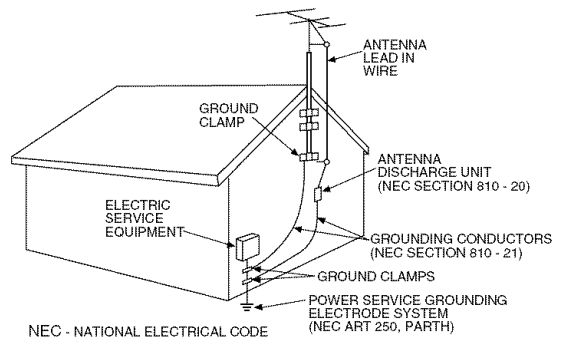 ANTENNA
LEAD IN
WIRE
GROUND
CLAMP
ANTENNA
DISCHARGE UNIT
(NEC SECTION 810 - 20)
ELECTRIC
SERVICE
EQUIPMENT
GROUNDING CONDUCTORS
(NEC SECTION 810 - 21)
GROUND CLAMPS
POWER SERVICE GROUNDING
ELECTRODE SYSTEM
(NEC ART 250, PARTH)
NEC - NATIONAL ELECTRICAL CODE